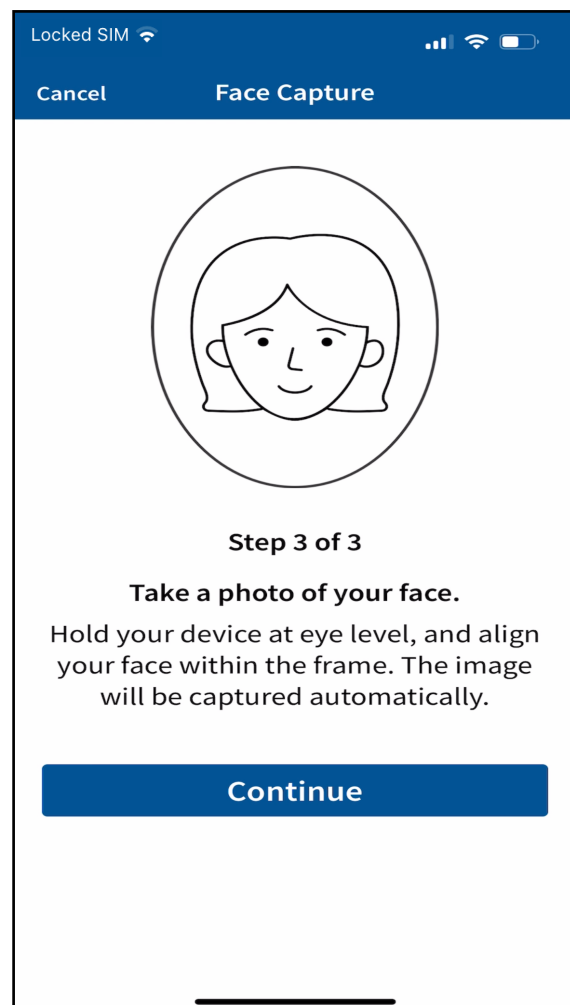 Locked SIM
Cancel
Face Capture
Step 3 of 3
Take a photo of your face.
Hold your device at eye level, and align
your face within the frame. The image
will be captured automatically.
Continue